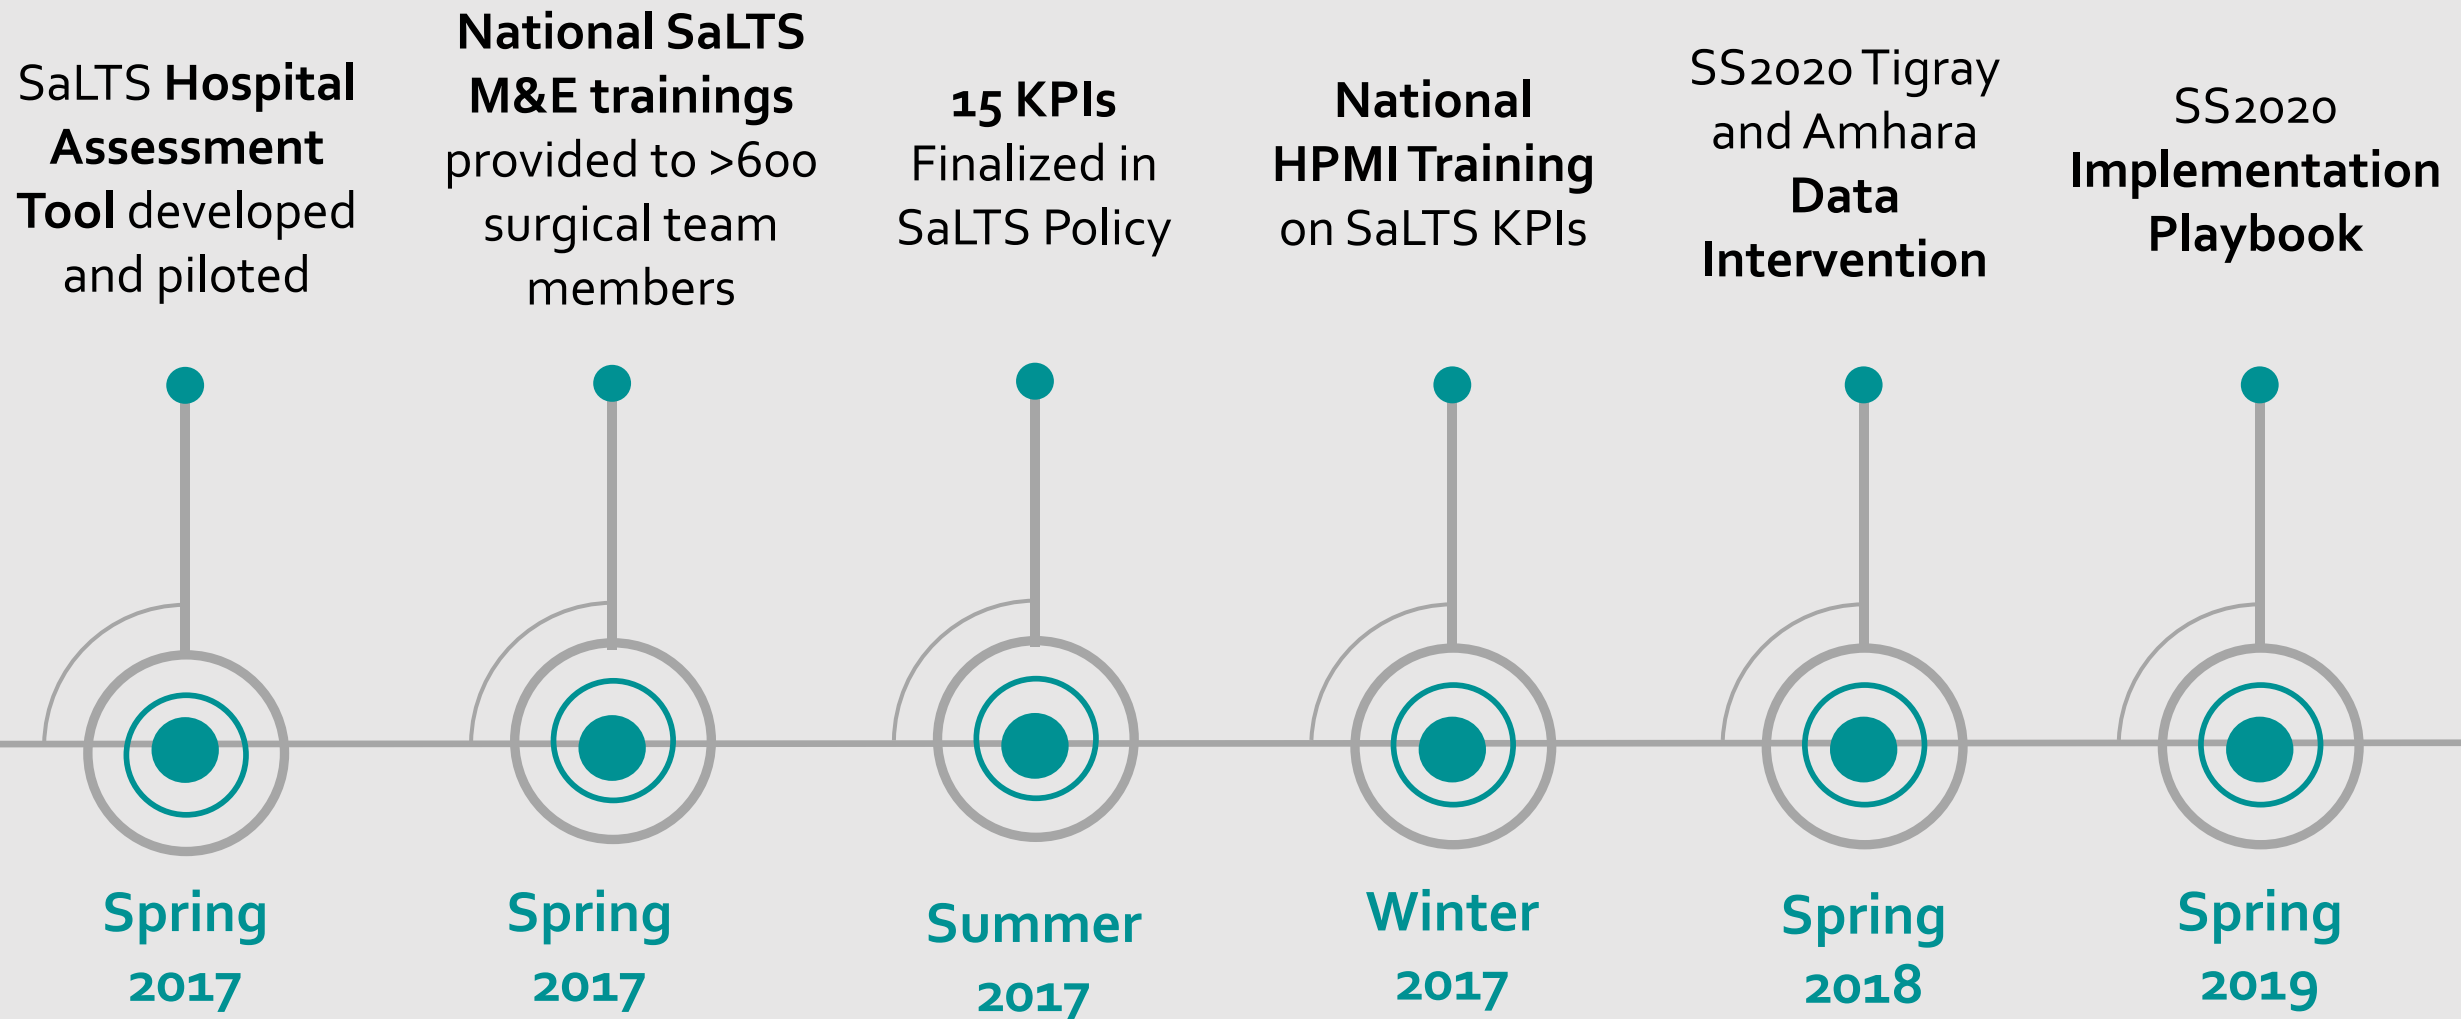 SaLTS Hospital
Assessment
Tool developed
and piloted
National SaLTS
M&E trainings
provided to >600
surgical team
members
15 KPIs
Finalized in
SaLTS Policy
National
HPMI Training
on SaLTS KPIs
SS2020 Tigray
and Amhara
Data
Intervention
SS2020
Implementation
Playbook
Spring
2017
Spring
2017
Summer
2017
Winter
2017
Spring
2018
Spring
2019